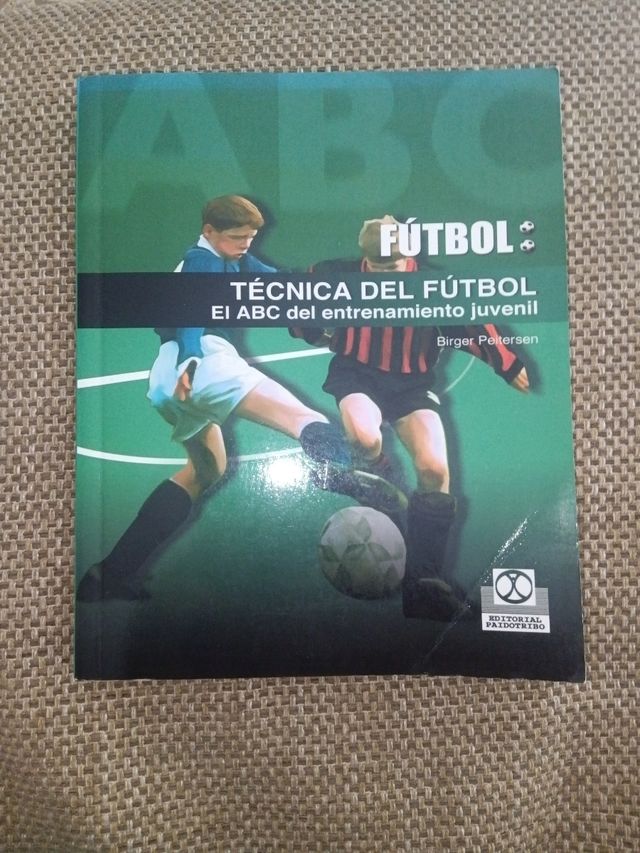 ABC
FÚTBOL:
TÉCNICA DEL FÚTBOL
El ABC del entrenamiento juvenil
Birger Peitersen
EDITORIAL
PAIDOTRIBO